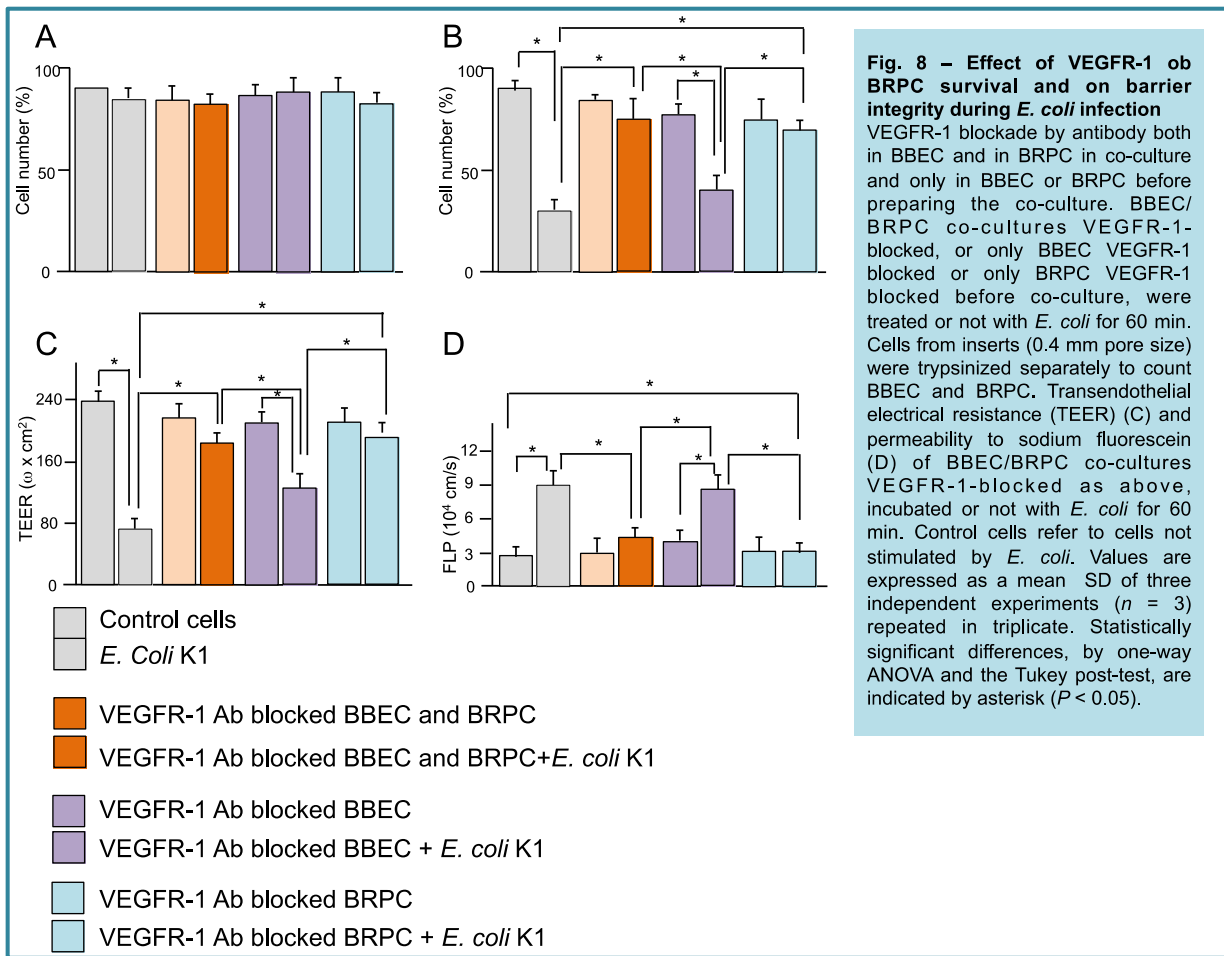 A
Cell number (%)
100
50
0
B
*
*
*
*
*
*
Cell number (%)
100
50
0
C
*
*
*
*
*
*
TEER (ω x cm2)
240
160
80
0
D
*
*
*
*
*
*
FLP (10⁴ cm/s)
12
9
6
3
0
Control cells
E. Coli K1
VEGFR-1 Ab blocked BBEC and BRPC
VEGFR-1 Ab blocked BBEC and BRPC+E. coli K1
VEGFR-1 Ab blocked BBEC
VEGFR-1 Ab blocked BBEC + E. coli K1
VEGFR-1 Ab blocked BRPC
VEGFR-1 Ab blocked BRPC + E. coli K1
Fig. 8 – Effect of VEGFR-1 ob
BRPC survival and on barrier
integrity during E. coli infection
VEGFR-1 blockade by antibody both
in BBEC and in BRPC in co-culture
and only in BBEC or BRPC before
preparing the co-culture. BBEC/
BRPC co-cultures VEGFR-1-
blocked, or only BBEC VEGFR-1
blocked or only BRPC VEGFR-1
blocked before co-culture, were
treated or not with E. coli for 60 min.
Cells from inserts (0.4 mm pore size)
were trypsinized separately to count
BBEC and BRPC. Transendothelial
electrical resistance (TEER) (C) and
permeability to sodium fluorescein
(D) of BBEC/BRPC co-cultures
VEGFR-1-blocked as above,
incubated or not with E. coli for 60
min. Control cells refer to cells not
stimulated by E. coli. Values are
expressed as a mean SD of three
independent experiments (n = 3)
repeated in triplicate. Statistically
significant differences, by one-way
ANOVA and the Tukey post-test, are
indicated by asterisk (P < 0.05).